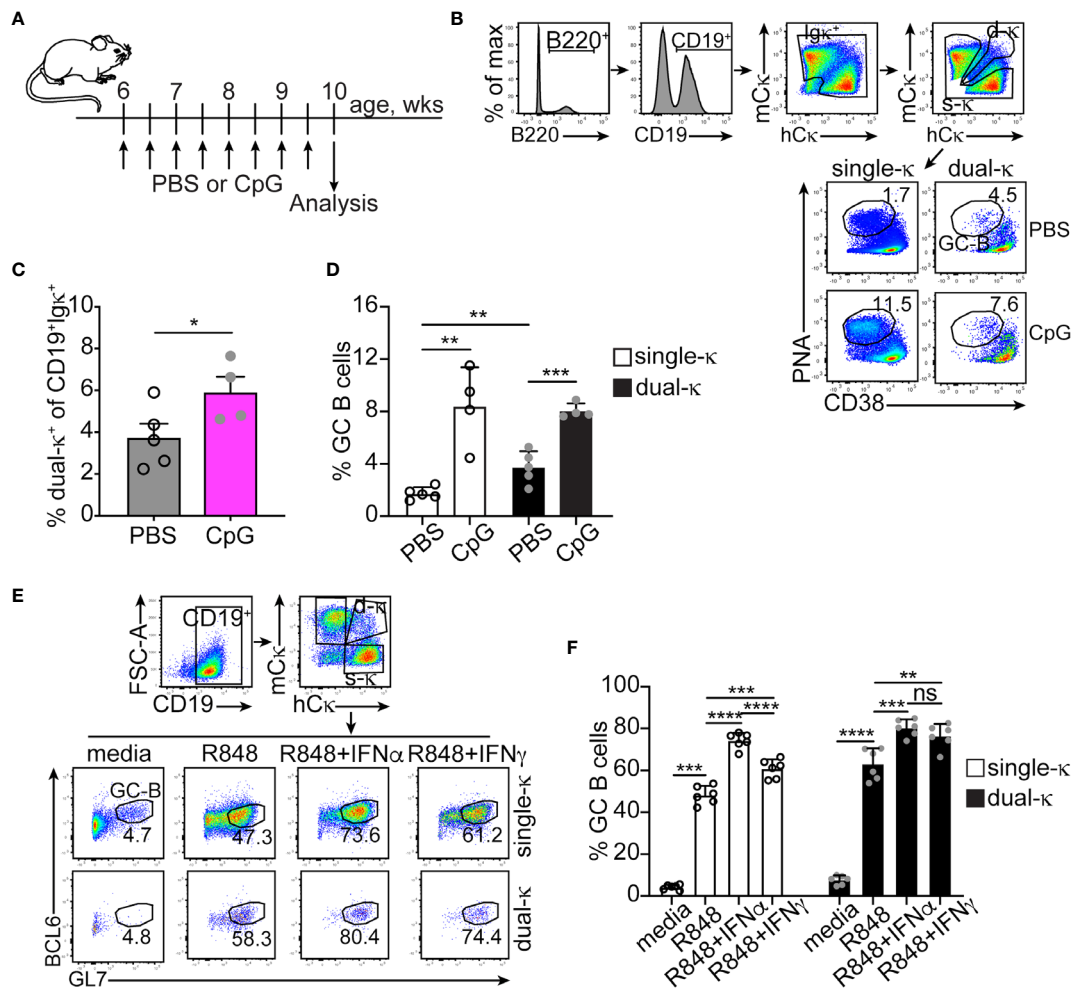 A
6 7 8 9 10 age, wks
PBS or CpG
Analysis
B
% of max
B220⁺
B220
CD19⁺
CD19
Igκ⁺
mCκ
hCκ
d-κ
s-κ
mCκ
hCκ
single-κ dual-κ
1.7 4.5
GC-B
PBS
11.5 7.6
CpG
PNA
CD38
C
% dual-κ⁺ of CD19⁺Igκ⁺
10
8
6
4
2
0
*
PBS CpG
D
% GC B cells
16
12
8
4
0
**
**
***
single-κ
dual-κ
PBS CpG PBS CpG
E
FSC-A
CD19⁺
CD19
mCκ
d-κ
s-κ
hCκ
media R848 R848+IFNα R848+IFNγ
GC-B
4.7 47.3 73.6 61.2
single-κ
4.8 58.3 80.4 74.4
dual-κ
BCL6
GL7
F
% GC B cells
100
80
60
40
20
0
***
****
****
***
****
***
**
ns
single-κ
dual-κ
media R848 R848+IFNα R848+IFNγ media R848 R848+IFNα R848+IFNγ